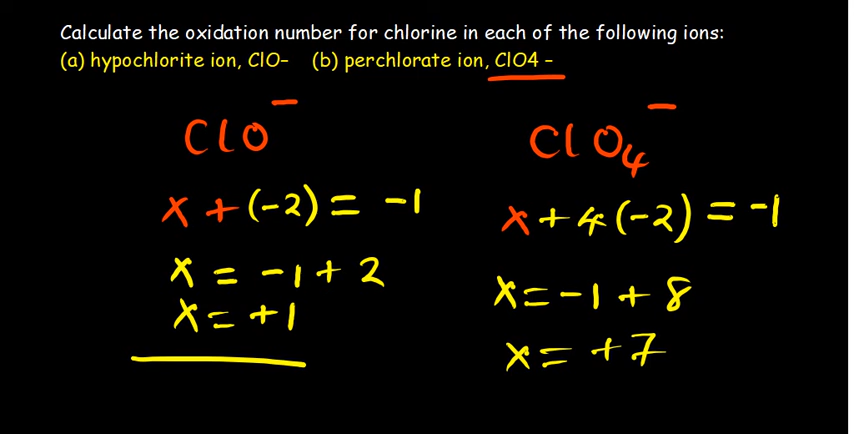 Calculate the oxidation number for chlorine in each of the following ions:
(a) hypochlorite ion, ClO– (b) perchlorate ion, ClO4 –
ClO⁻
x + (-2) = -1
x = -1 + 2
x = +1
ClO₄⁻
x + 4(-2) = -1
x = -1 + 8
x = +7